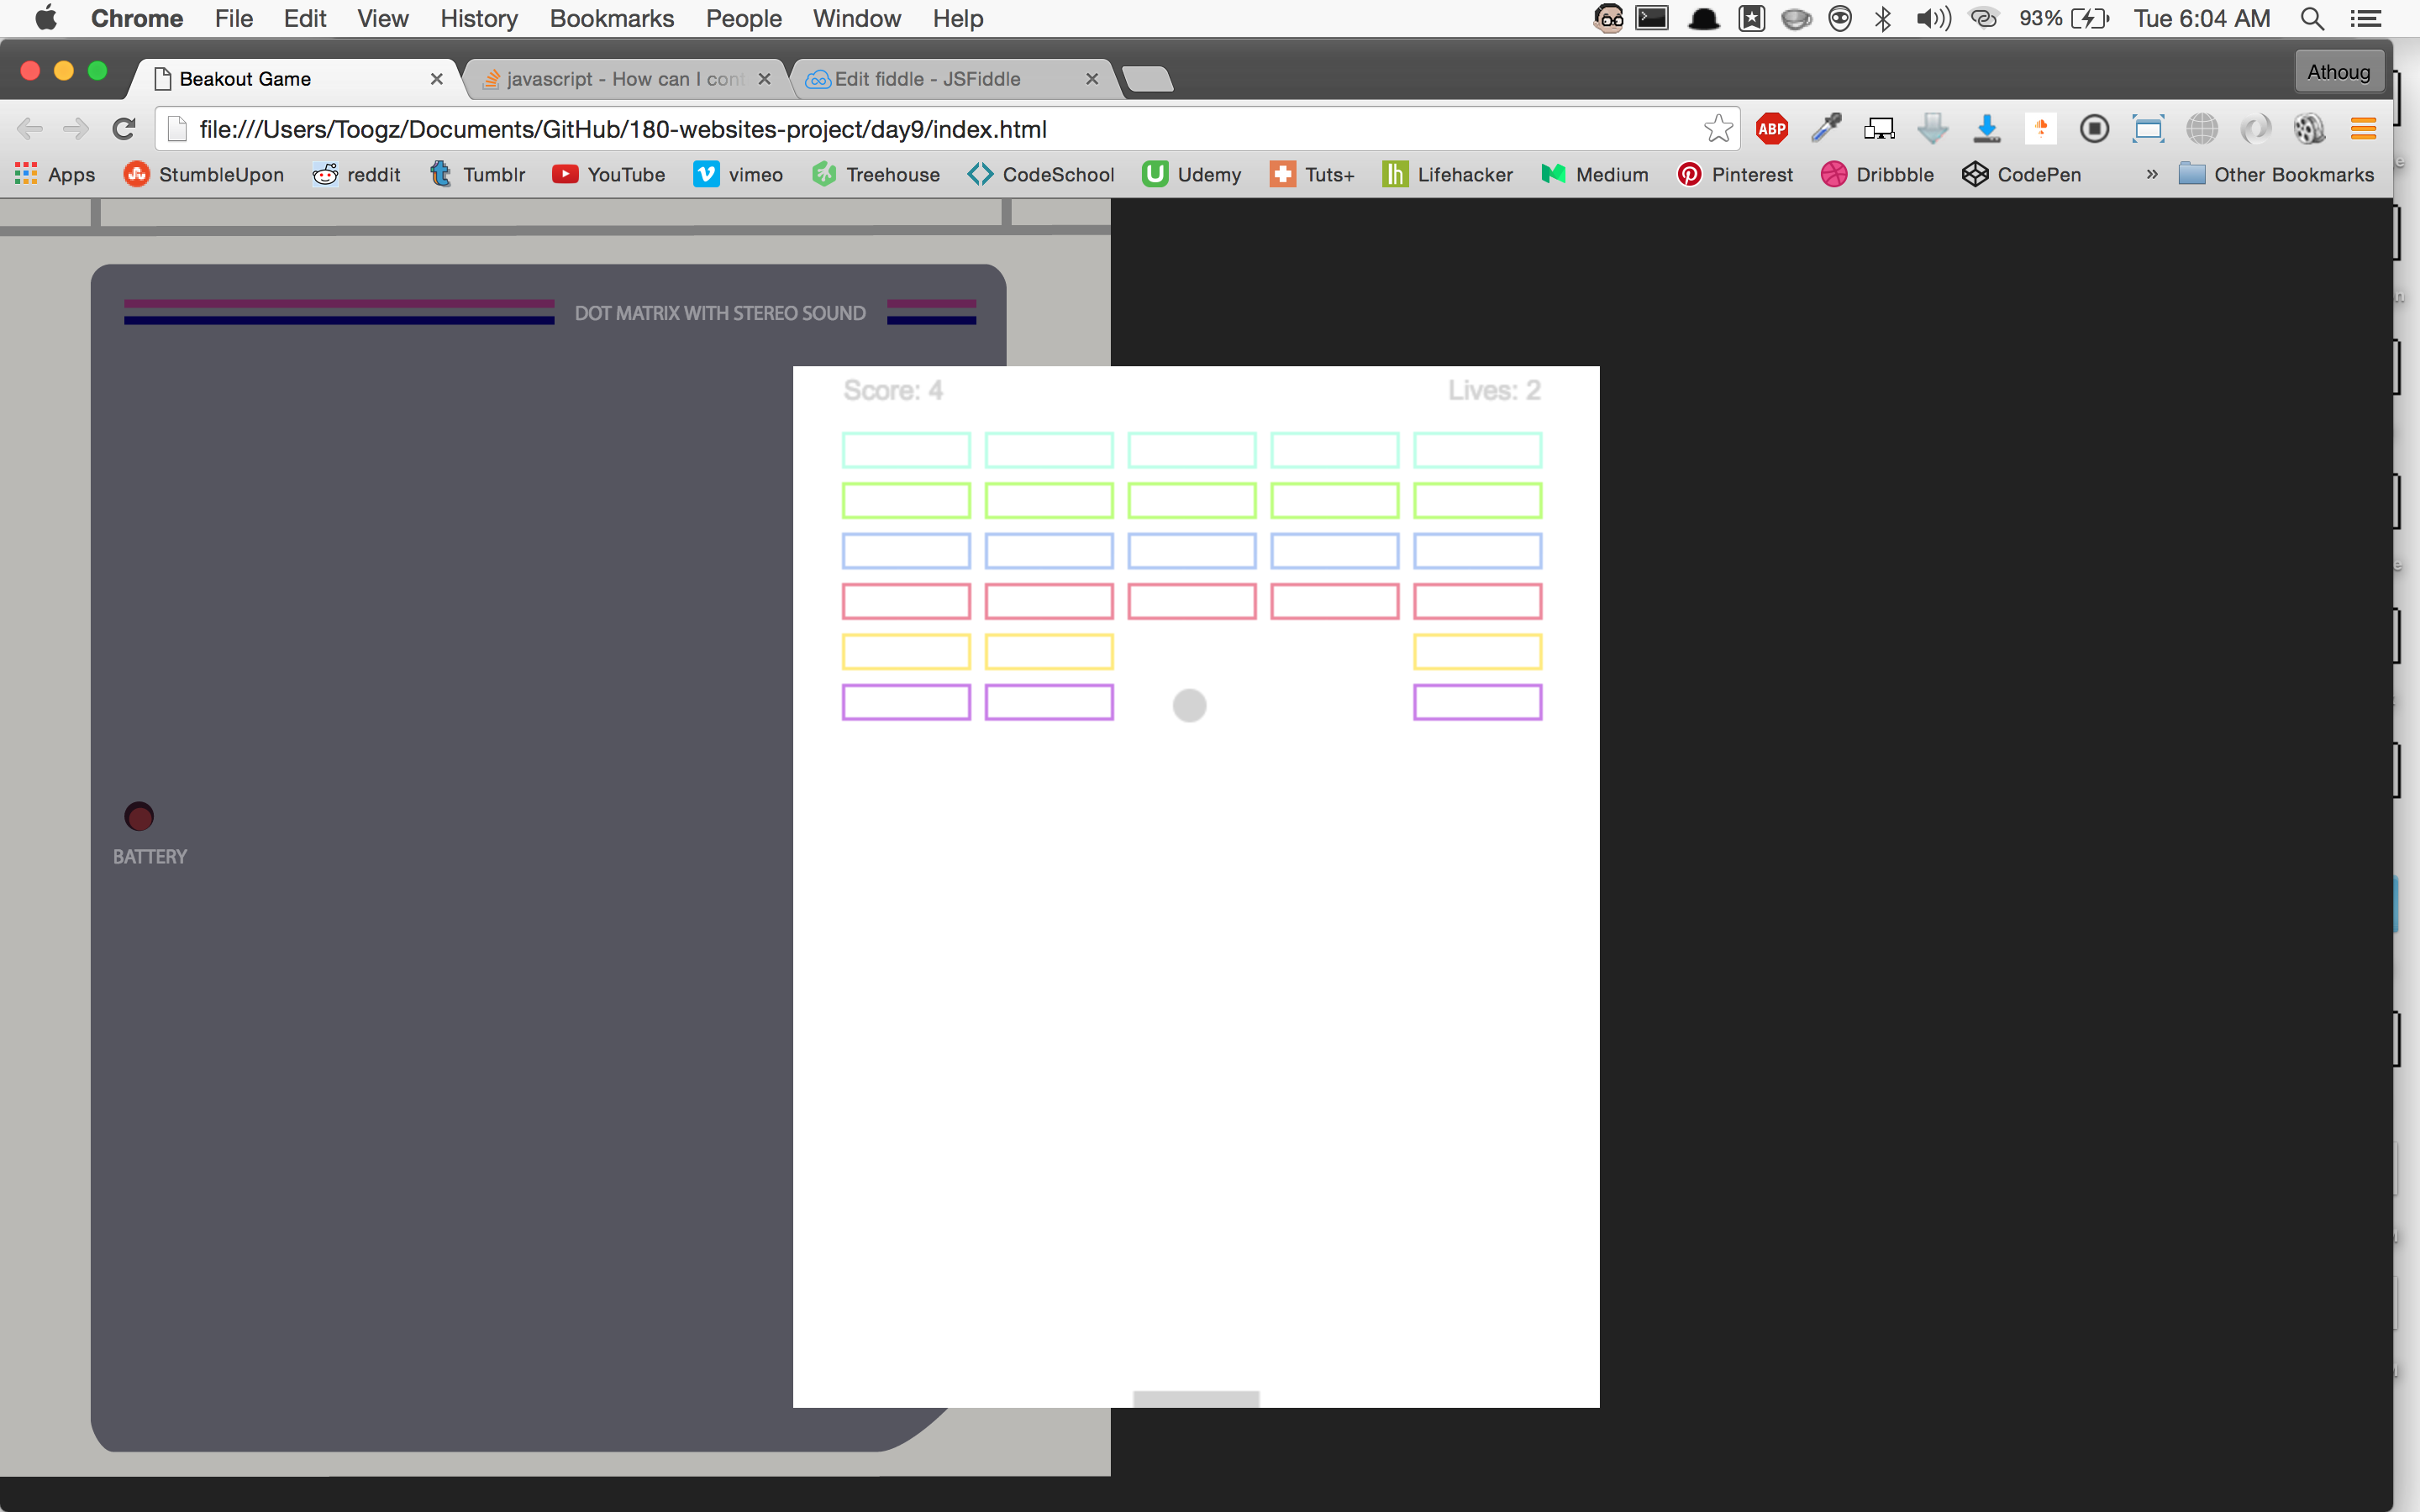 Chrome File Edit View History Bookmarks People Window Help 93% Tue 6:04 AM
Beakout Game javascript - How can I cont Edit fiddle - JSFiddle Athoug
file:///Users/Toogz/Documents/GitHub/180-websites-project/day9/index.html ABP
Apps StumbleUpon reddit Tumblr YouTube vimeo Treehouse CodeSchool Udemy Tuts+ lh Lifehacker Medium Pinterest Dribbble CodePen » Other Bookmarks
DOT MATRIX WITH STEREO SOUND
Score: 4 Lives: 2
BATTERY